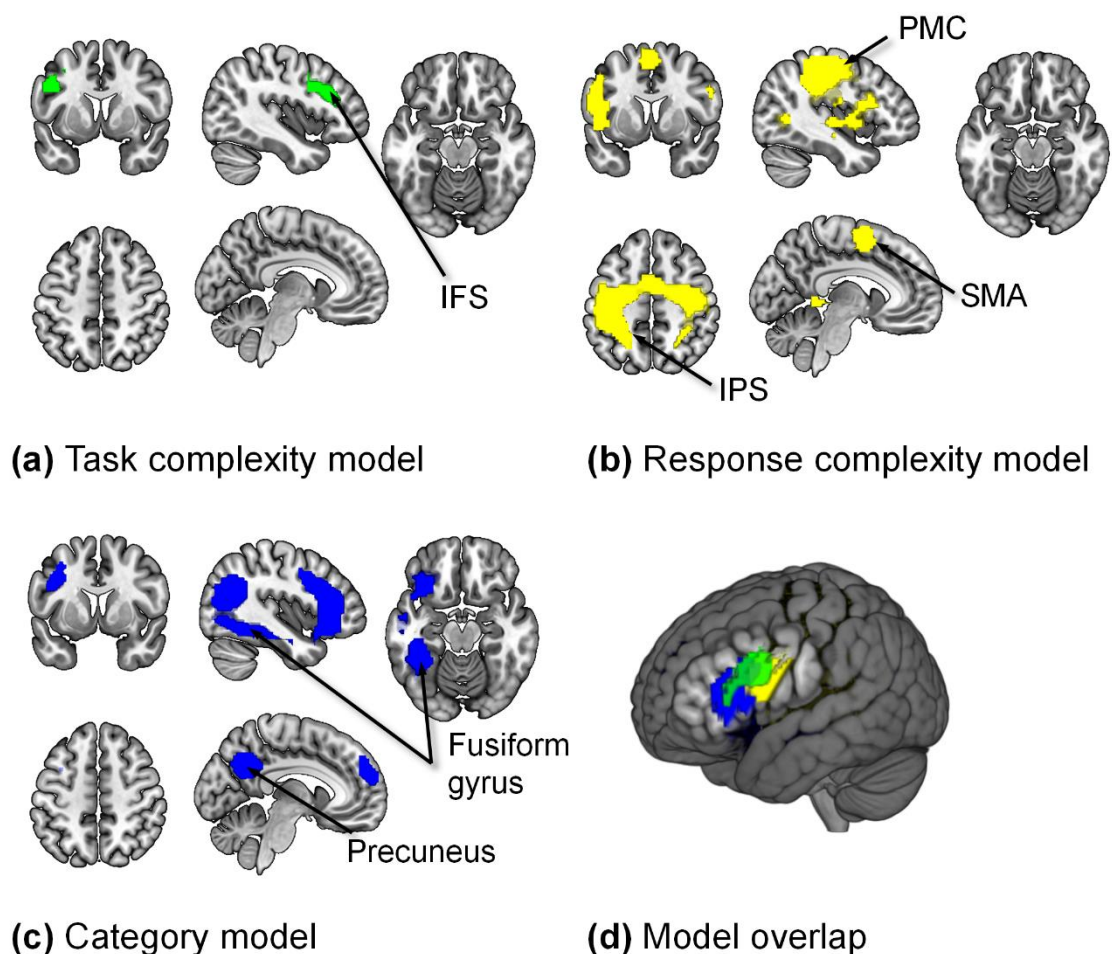 PMC
IFS
SMA
IPS
(a) Task complexity model
(b) Response complexity model
Fusiform
gyrus
Precuneus
(c) Category model
(d) Model overlap